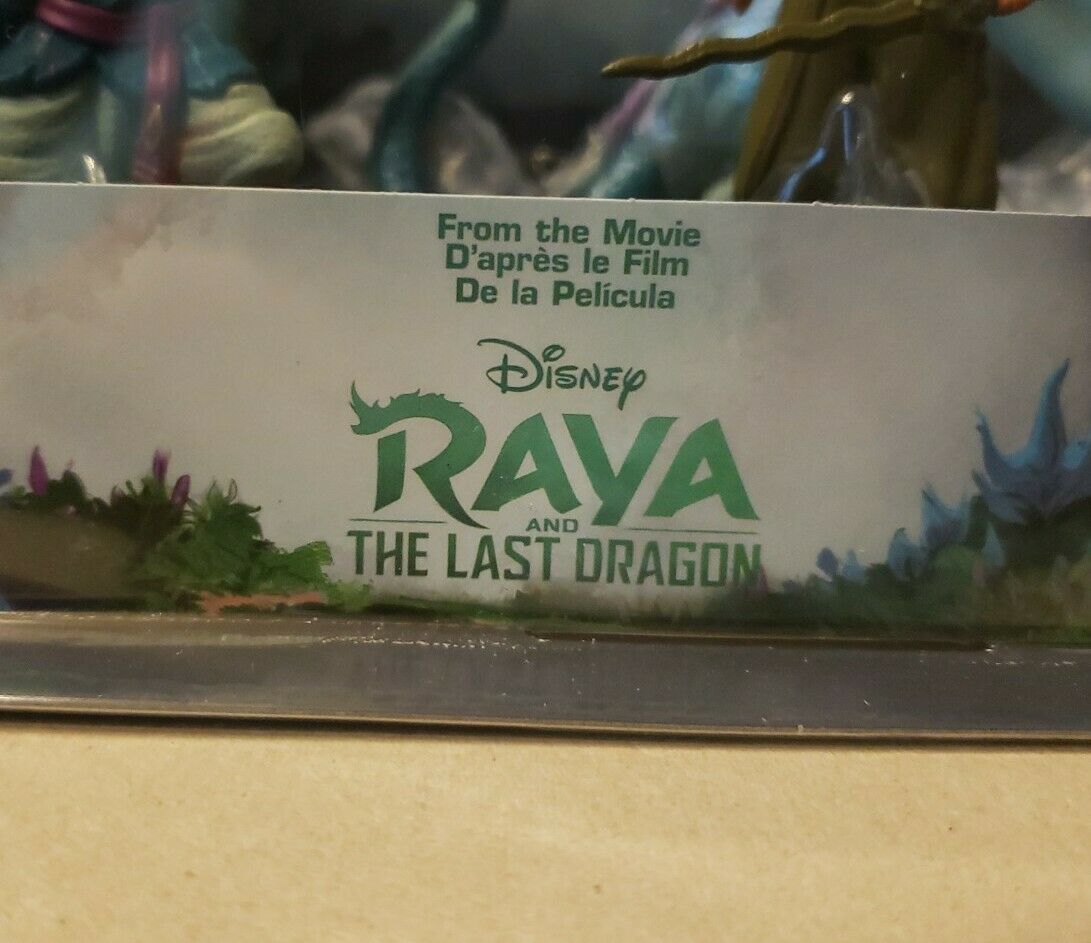 From the Movie
D'après le Film
De la Película
Disney
RAYA
AND
THE LAST DRAGON